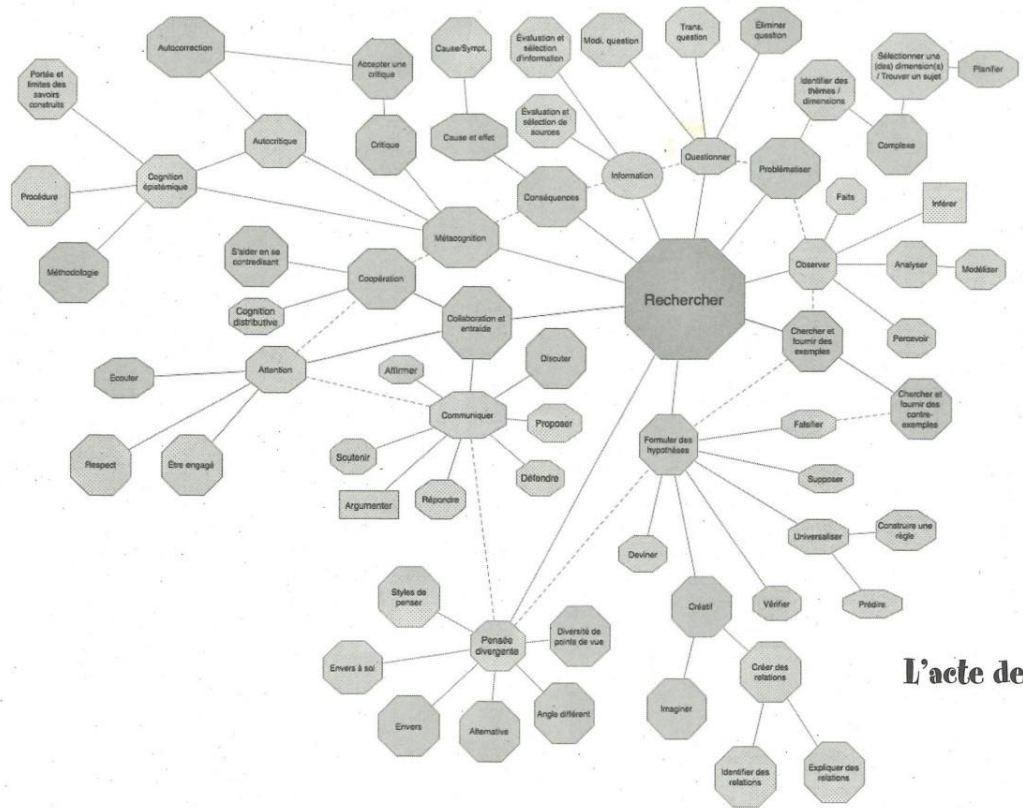 Autocorrection
Accepter une
critique
Cause/Sympt.
Évaluation et
sélection
d'information
Modi. question
Trans.
question
Éliminer
question
Sélectionner une
(des) dimension(s)
/ Trouver un sujet
Planifier
Portée et
limites des
savoirs
construits
Identifier des
thèmes /
dimensions
Évaluation et
sélection de
sources
Autocritique
Critique
Cause et effet
Complexe
Questionner
Problématiser
Information
Cognition
épistémique
Procédure
Conséquences
Faits
Inférer
Métacognition
Méthodologie
S'aider en se
contredisant
Coopération
Observer
Analyser
Modéliser
Rechercher
Cognition
distributive
Collaboration et
entraide
Chercher et
fournir des
exemples
Percevoir
Discuter
Attention
Affirmer
Écouter
Chercher et
fournir des
contre-
exemples
Communiquer
Proposer
Falsifier
Formuler des
hypothèses
Soutenir
Respect
Être engagé
Défendre
Supposer
Argumenter
Répondre
Universaliser
Construire une
règle
Deviner
Styles de
penser
Créatif
Vérifier
Prédire
Pensée
divergente
Diversité de
points de vue
Envers à soi
Créer des
relations
L'acte de
Imaginer
Envers
Alternative
Angle différent
Identifier des
relations
Expliquer des
relations